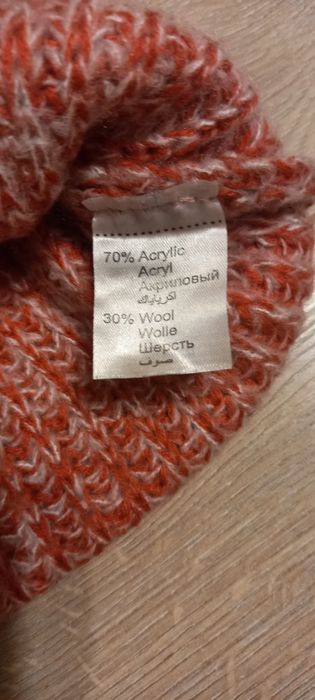 70% Acrylic
Acryl
Акриловый
اكريليك
30% Wool
Wolle
Шерсть
صوف